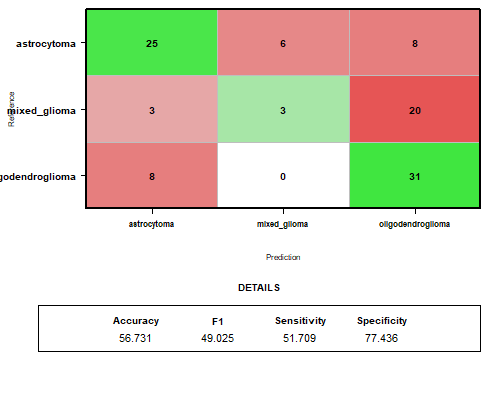 astrocytoma 25 6 8
Reference
mixed_glioma 3 3 20
godendroglioma 8 0 31
astrocytoma mixed_glioma oligodendroglioma
Prediction
DETAILS
Accuracy F1 Sensitivity Specificity
56.731 49.025 51.709 77.436